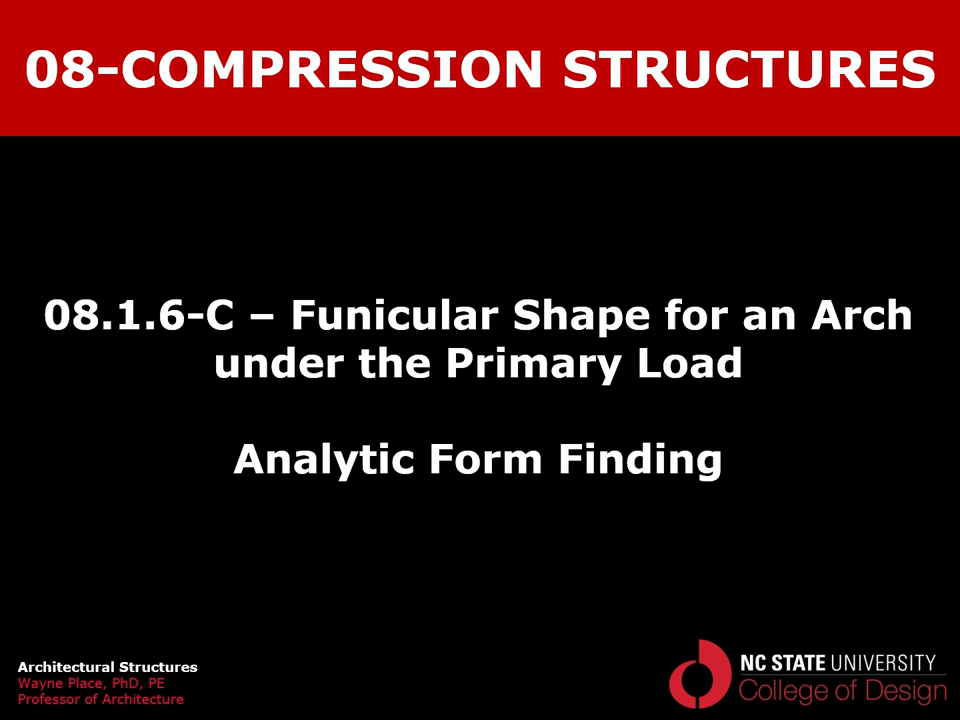 08-COMPRESSION STRUCTURES
08.1.6-C – Funicular Shape for an Arch
under the Primary Load
Analytic Form Finding
Architectural Structures
Wayne Place, PhD, PE
Professor of Architecture
NC STATE UNIVERSITY
College of Design